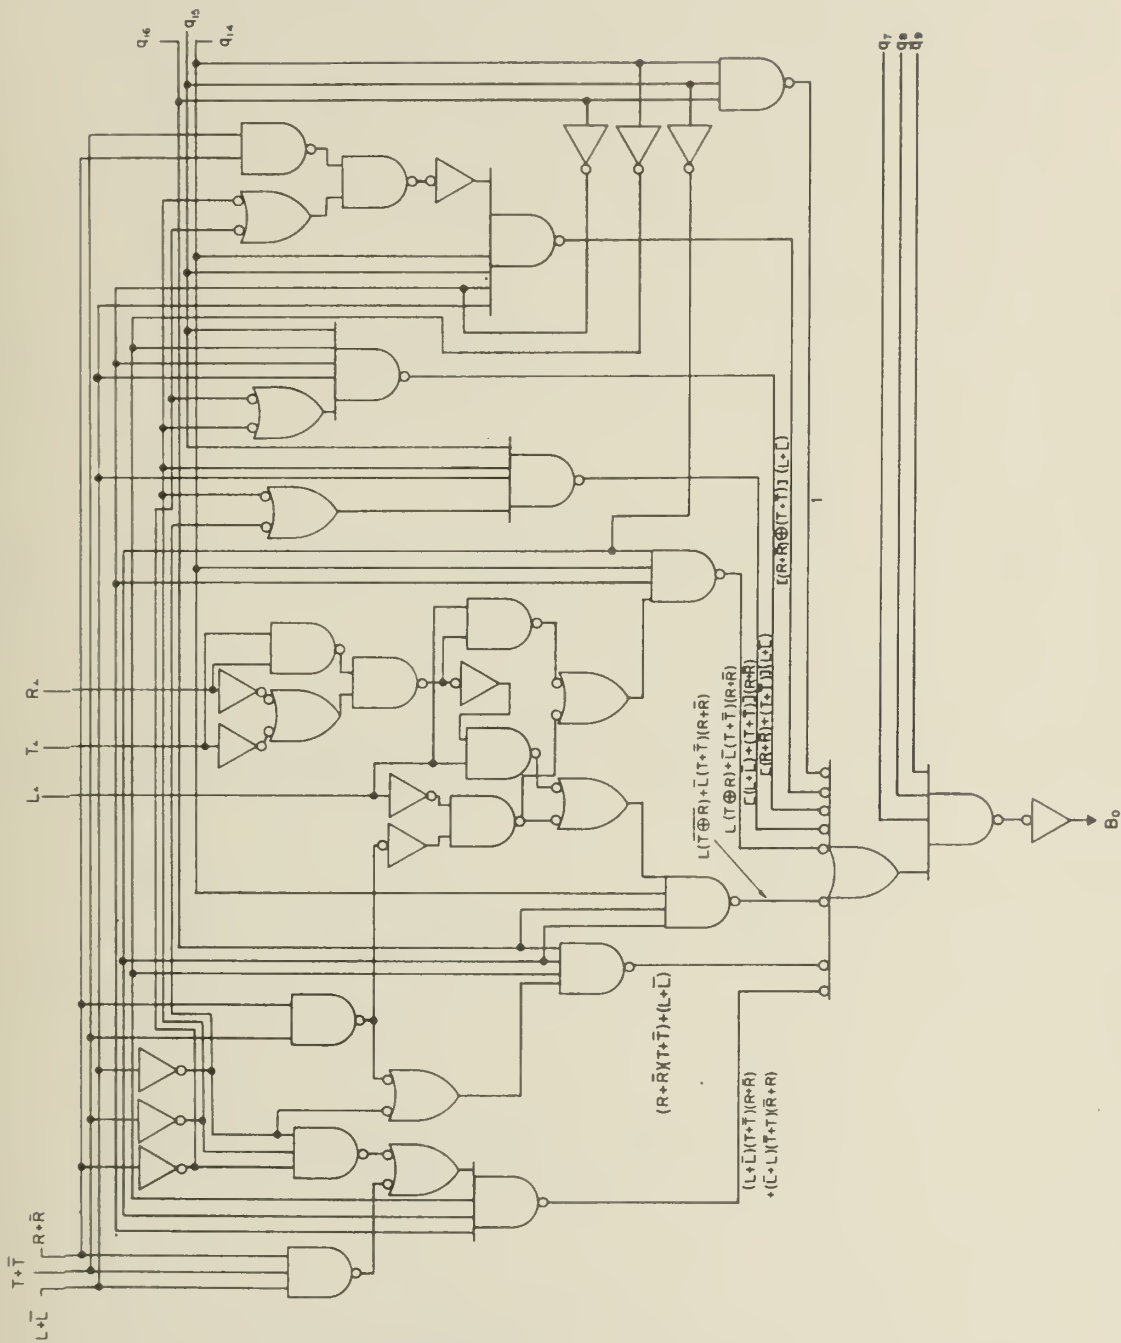 q16
q15
q14
q7
q8
q9
R▵
T▵
L▵
R+R̄
T+T̄
L+L̄
1
[(R+R̄)⊕(T+T̄)](L+L̄)
[(R+R̄)+(T+T̄)](L+L̄)
[(L+L̄)+(T+T̄)](R+R̄)
L(T⊕R)+L̄(T+T̄)(R+R̄)
L(T̅⊕̅R̅)+L̄(T+T̄)(R+R̄)
(R+R̄)(T+T̄)+(L+L̄)
(L+L̄)(T+T̄)(R+R̄)
+(L̄+L)(T̄+T)(R̄+R)
B0